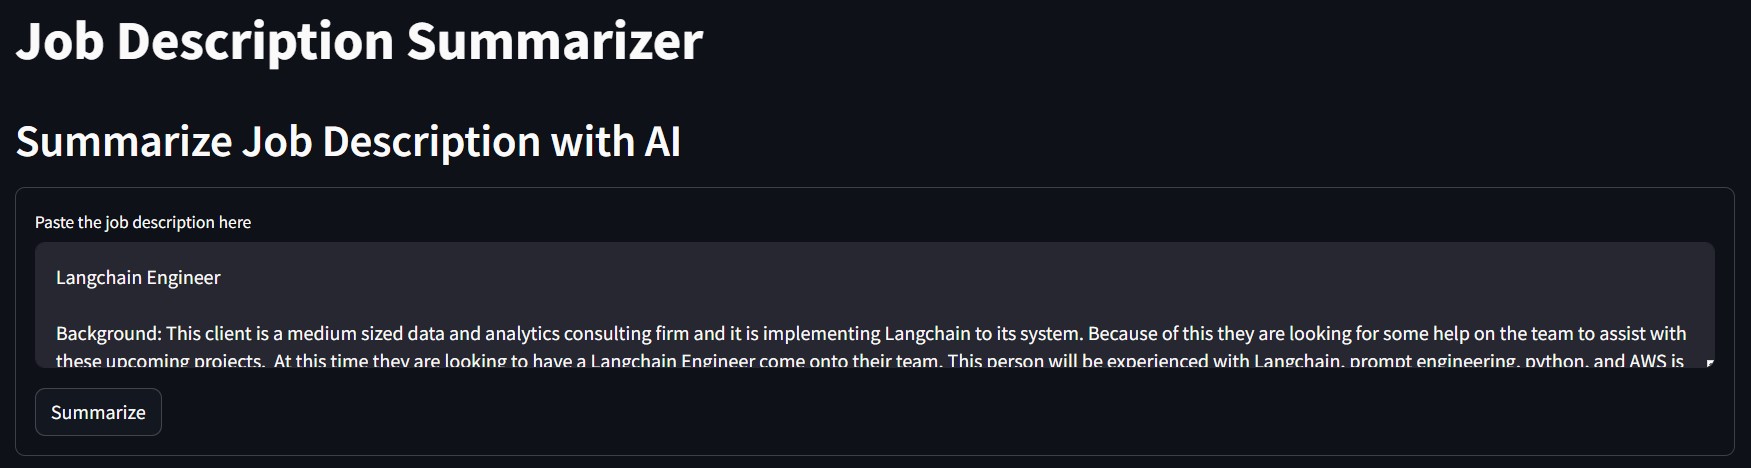 Job Description Summarizer
Summarize Job Description with AI
Paste the job description here
Langchain Engineer
Background: This client is a medium sized data and analytics consulting firm and it is implementing Langchain to its system. Because of this they are looking for some help on the team to assist with
these upcoming projects.  At this time they are looking to have a Langchain Engineer come onto their team. This person will be experienced with Langchain, prompt engineering, python, and AWS is
Summarize